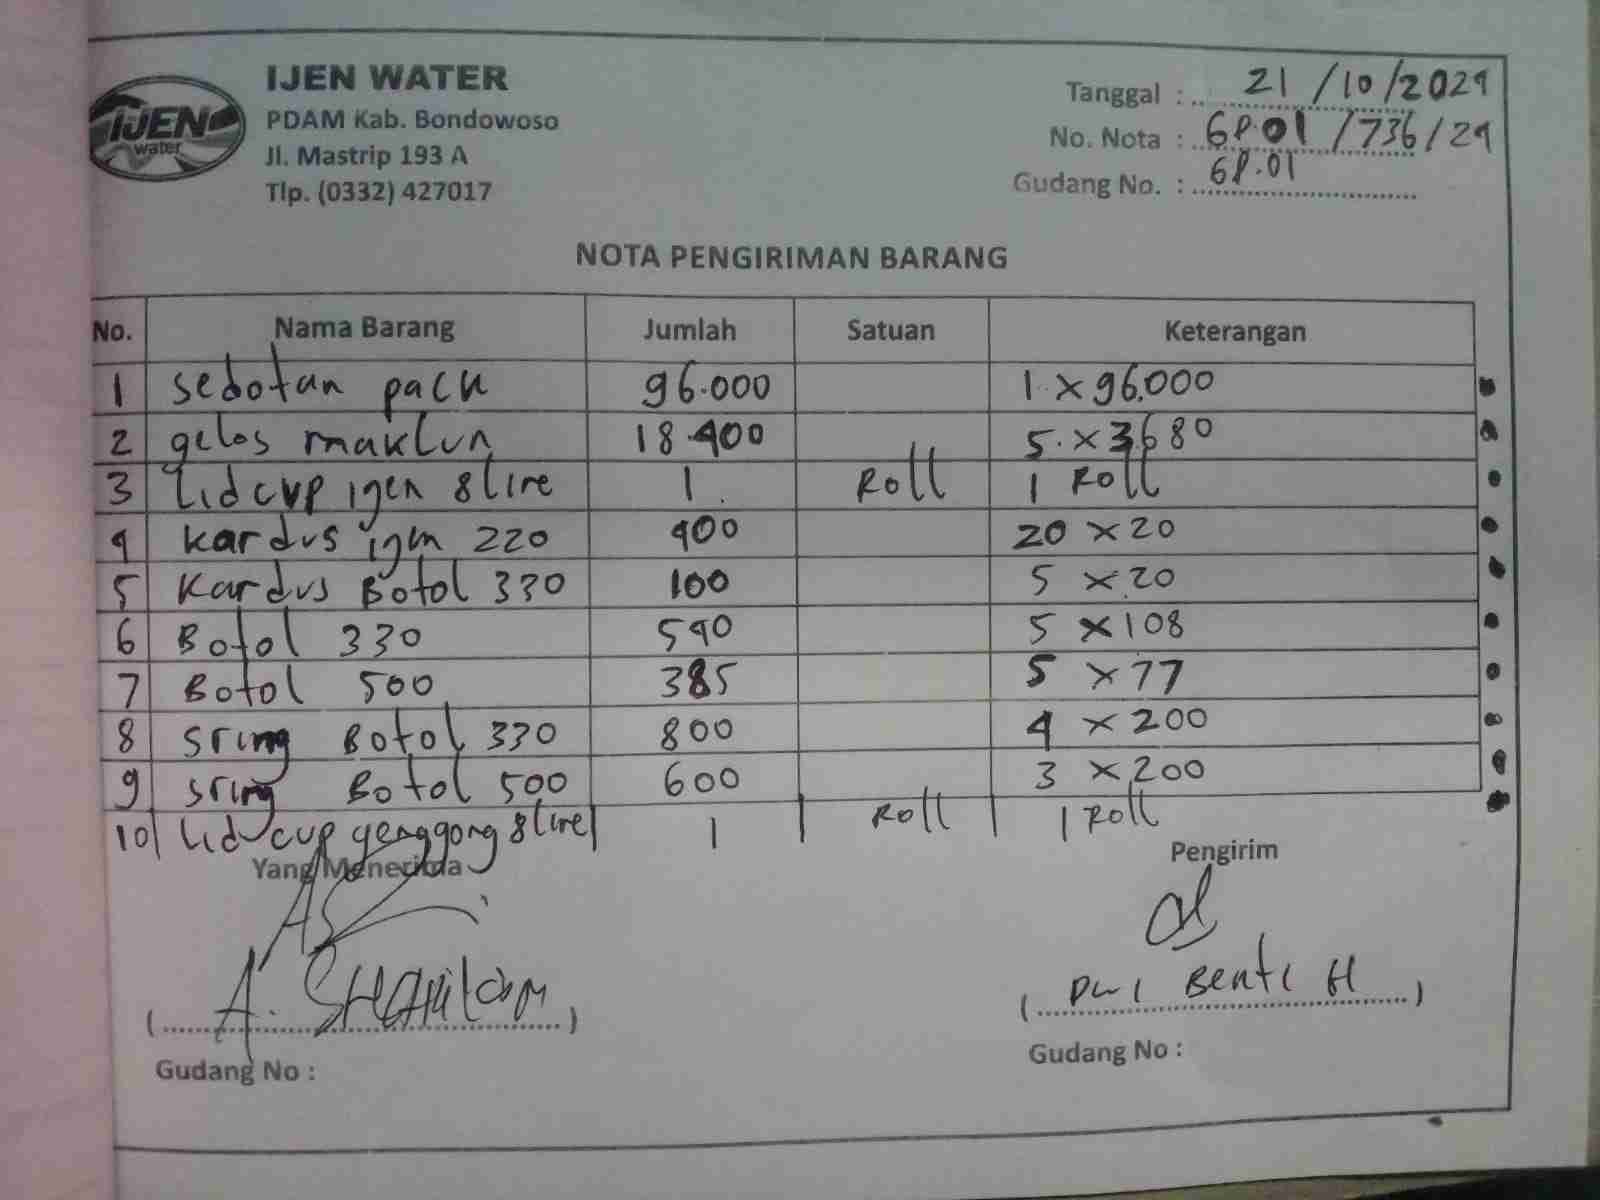 IJEN WATER
PDAM Kab. Bondowoso
Jl. Mastrip 193 A
Tlp. (0332) 427017
IJEN
water
Tanggal : 21/10/2024
No. Nota : 68.01/736/24
Gudang No. : 68.01
NOTA PENGIRIMAN BARANG
No. Nama Barang Jumlah Satuan Keterangan
1 sedotan pack 96.000 1 x 96.000
2 gelas maklun 18.400 5 x 3680
3 Lid cup ijen 8 line 1 Roll 1 Roll
4 kardus ijen 220 400 20 x 20
5 Kardus Botol 330 100 5 x 20
6 Botol 330 540 5 x 108
7 Botol 500 385 5 x 77
8 sring Botol 330 800 4 x 200
9 sring Botol 500 600 3 x 200
10 Lid cup genggong 8 line 1 Roll 1 Roll
Yang Menerima
Pengirim
(A.)
(Dwi H)
Gudang No :
Gudang No :